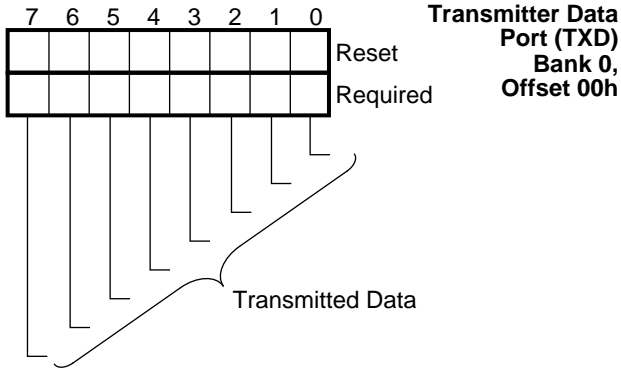 7 6 5 4 3 2 1 0
Reset
Required
Transmitter Data
Port (TXD)
Bank 0,
Offset 00h
Transmitted Data